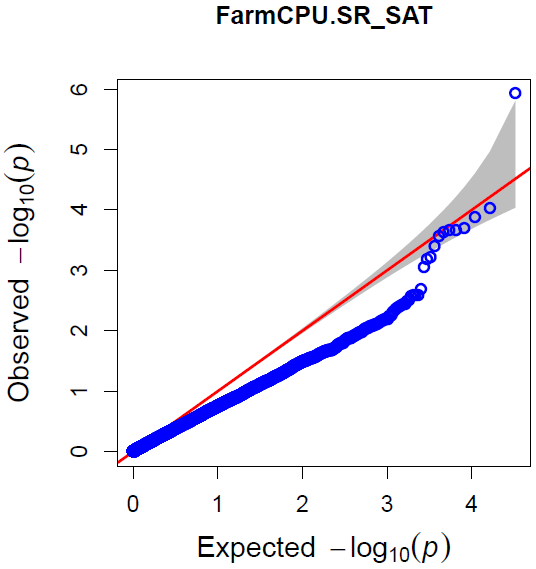 FarmCPU.SR_SAT
Observed −log10(p)
6
5
4
3
2
1
0
0 1 2 3 4
Expected −log10(p)